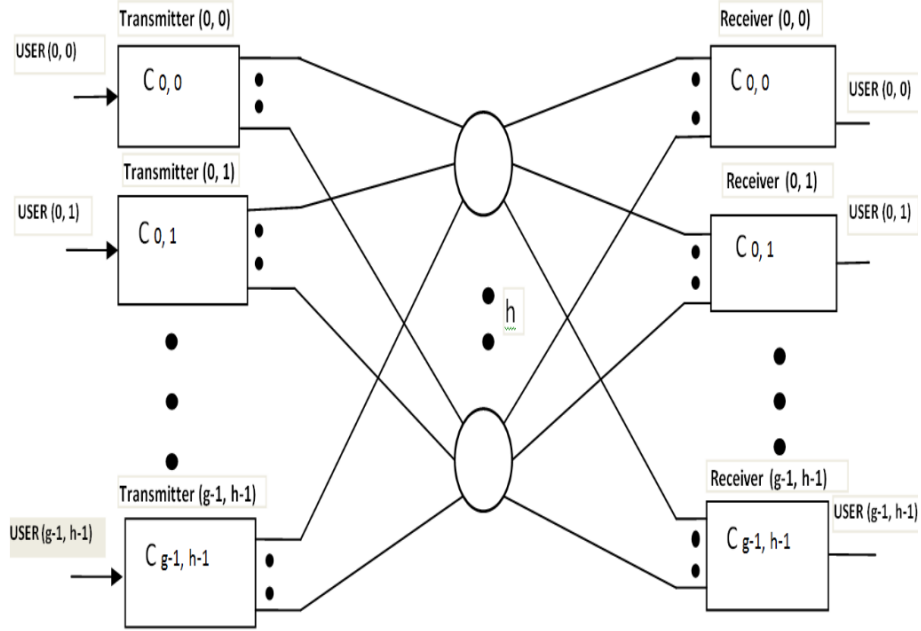 Transmitter (0, 0)
Receiver (0, 0)
USER (0, 0)
C 0, 0
C 0, 0
USER (0, 0)
Transmitter (0, 1)
Receiver (0, 1)
USER (0, 1)
C 0, 1
C 0, 1
USER (0, 1)
h
Transmitter (g-1, h-1)
Receiver (g-1, h-1)
USER (g-1, h-1)
C g-1, h-1
C g-1, h-1
USER (g-1, h-1)